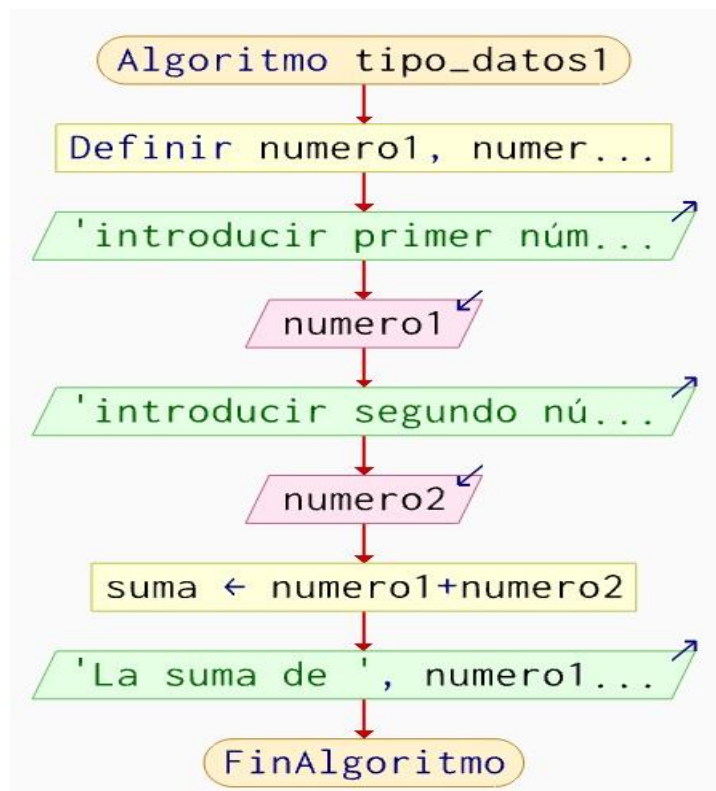 Algoritmo tipo_datos1
Definir numero1, numer...
'introducir primer núm...
numero1
'introducir segundo nú...
numero2
suma ← numero1+numero2
'La suma de ', numero1...
FinAlgoritmo